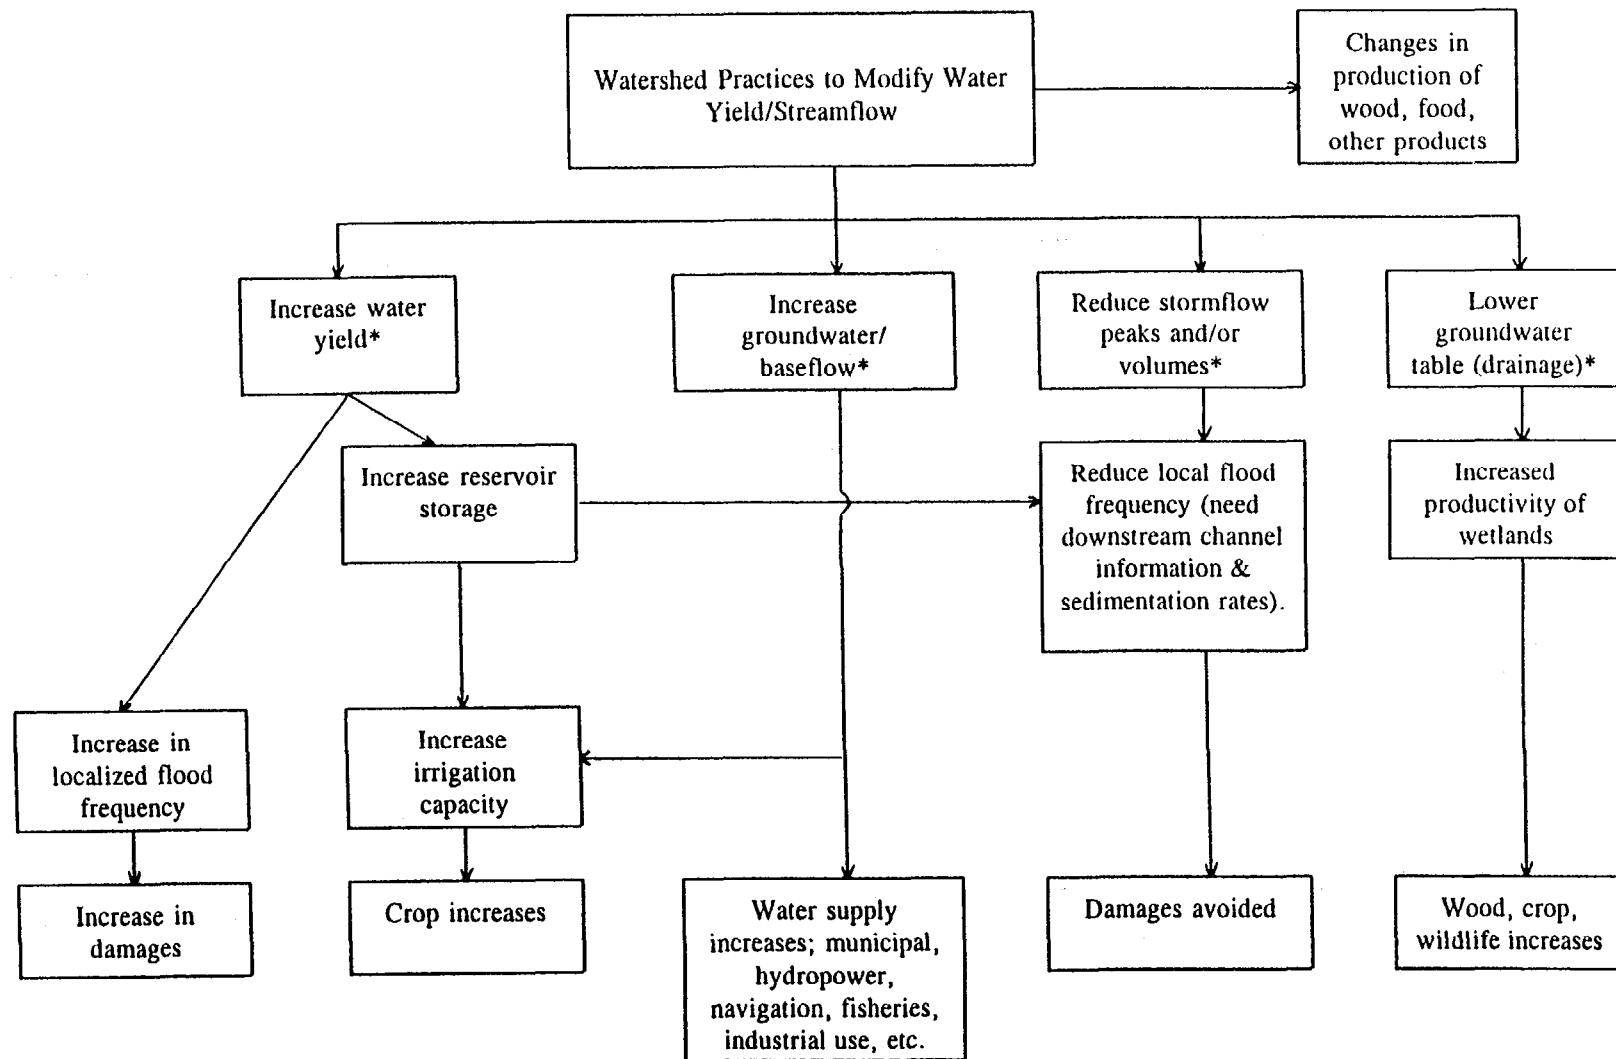 Watershed Practices to Modify Water
Yield/Streamflow
Changes in
production of
wood, food,
other products
Increase water
yield*
Increase
groundwater/
baseflow*
Reduce stormflow
peaks and/or
volumes*
Lower
groundwater
table (drainage)*
Increase reservoir
storage
Reduce local flood
frequency (need
downstream channel
information &
sedimentation rates).
Increased
productivity of
wetlands
Increase in
localized flood
frequency
Increase
irrigation
capacity
Increase in
damages
Crop increases
Water supply
increases; municipal,
hydropower,
navigation, fisheries,
industrial use, etc.
Damages avoided
Wood, crop,
wildlife increases